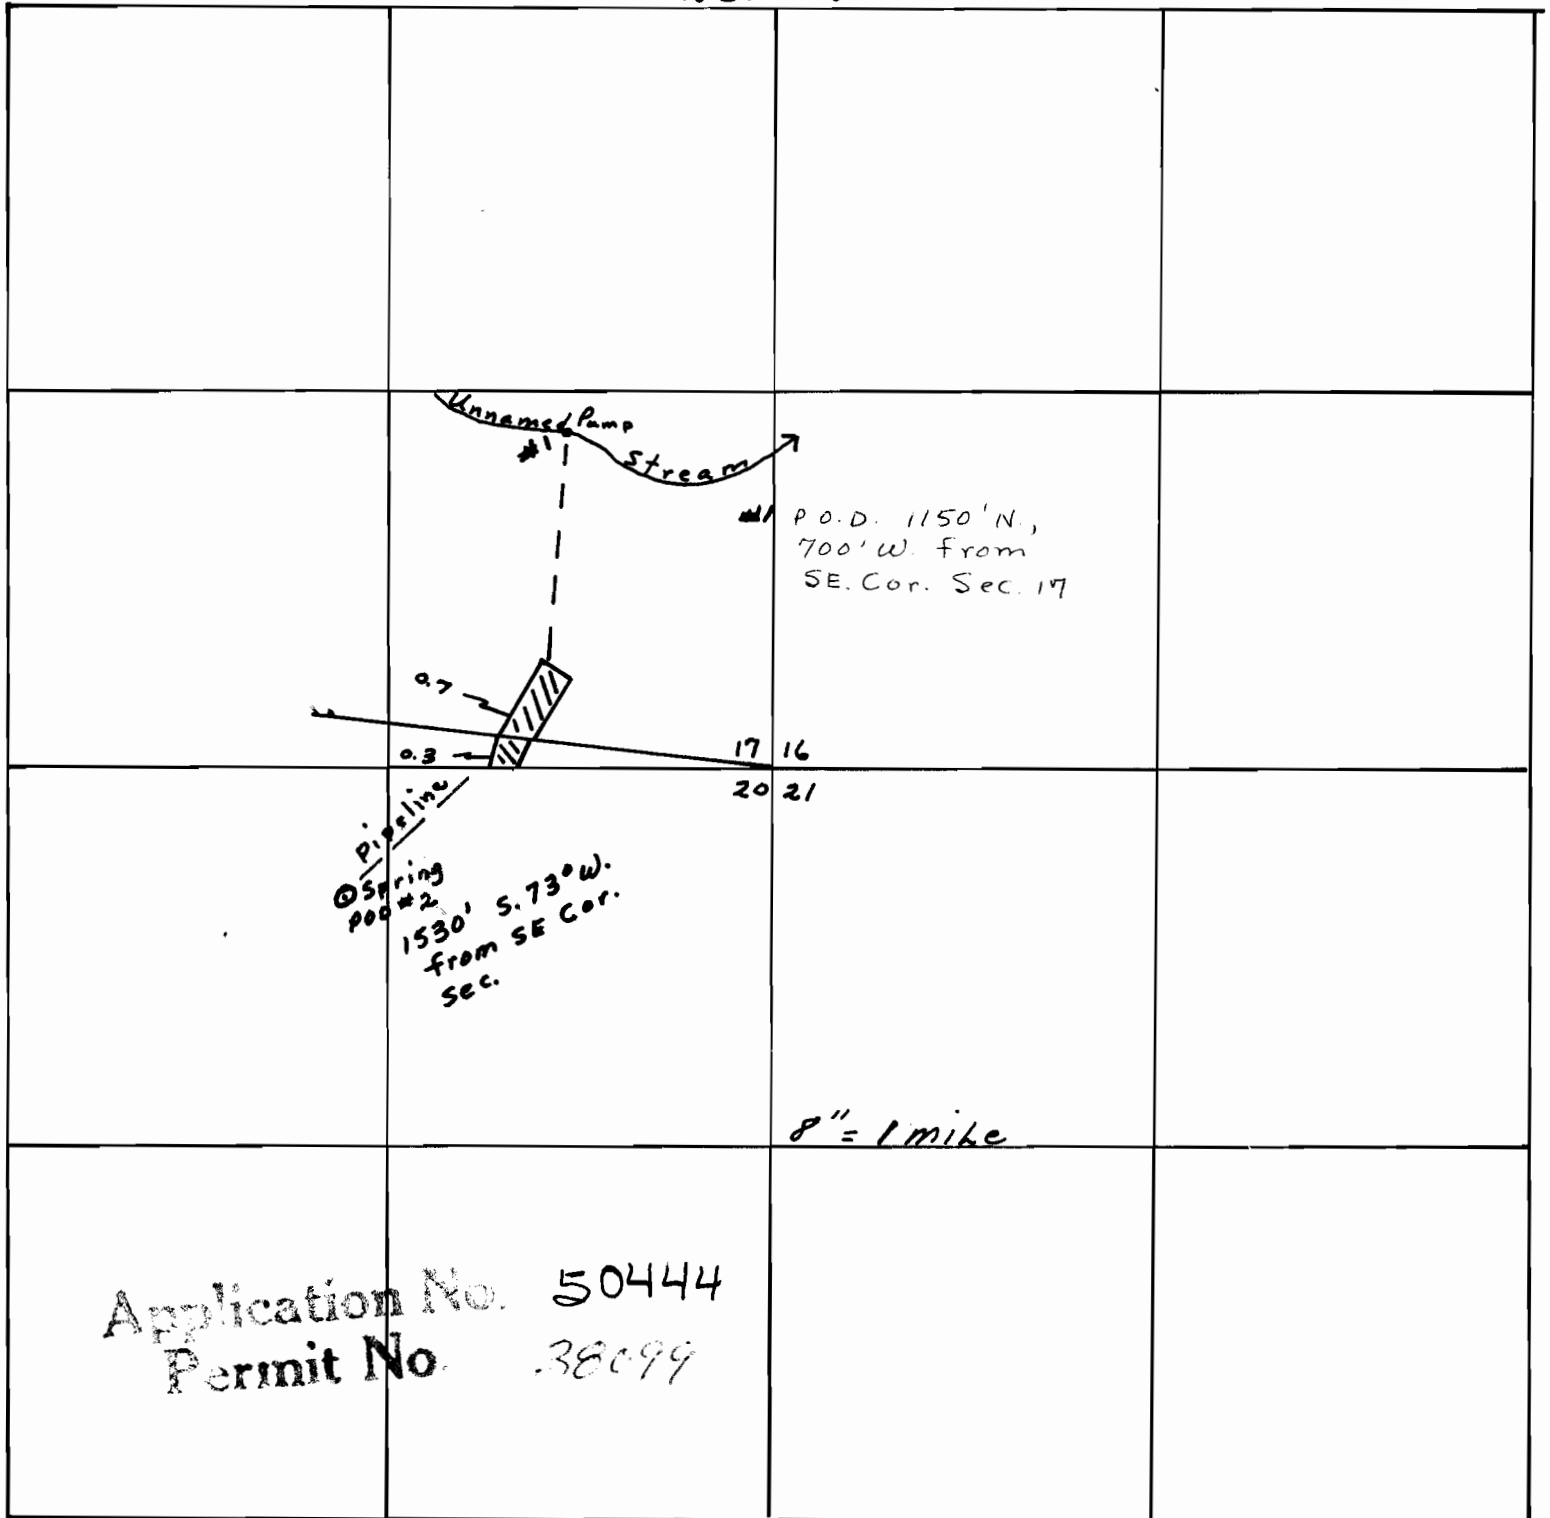 Unnamed Pump
#1
stream
#1 P.O.D. 1150' N.,
700' W. from
SE. Cor. Sec. 17
0.7
0.3
17 16
20 21
Pipeline
Spring
POD #2
1530' S. 73° W.
from SE Cor.
Sec.
8" = 1 mile
Application No. 50444
Permit No. 38099